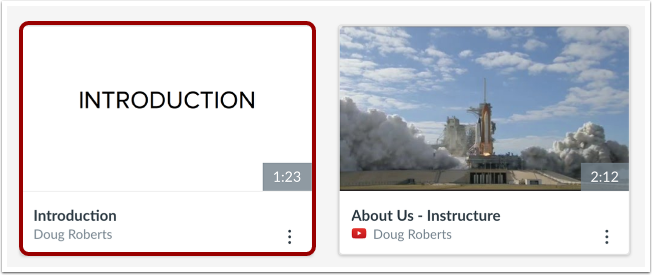 INTRODUCTION
1:23
Introduction
Doug Roberts
2:12
About Us - Instructure
Doug Roberts